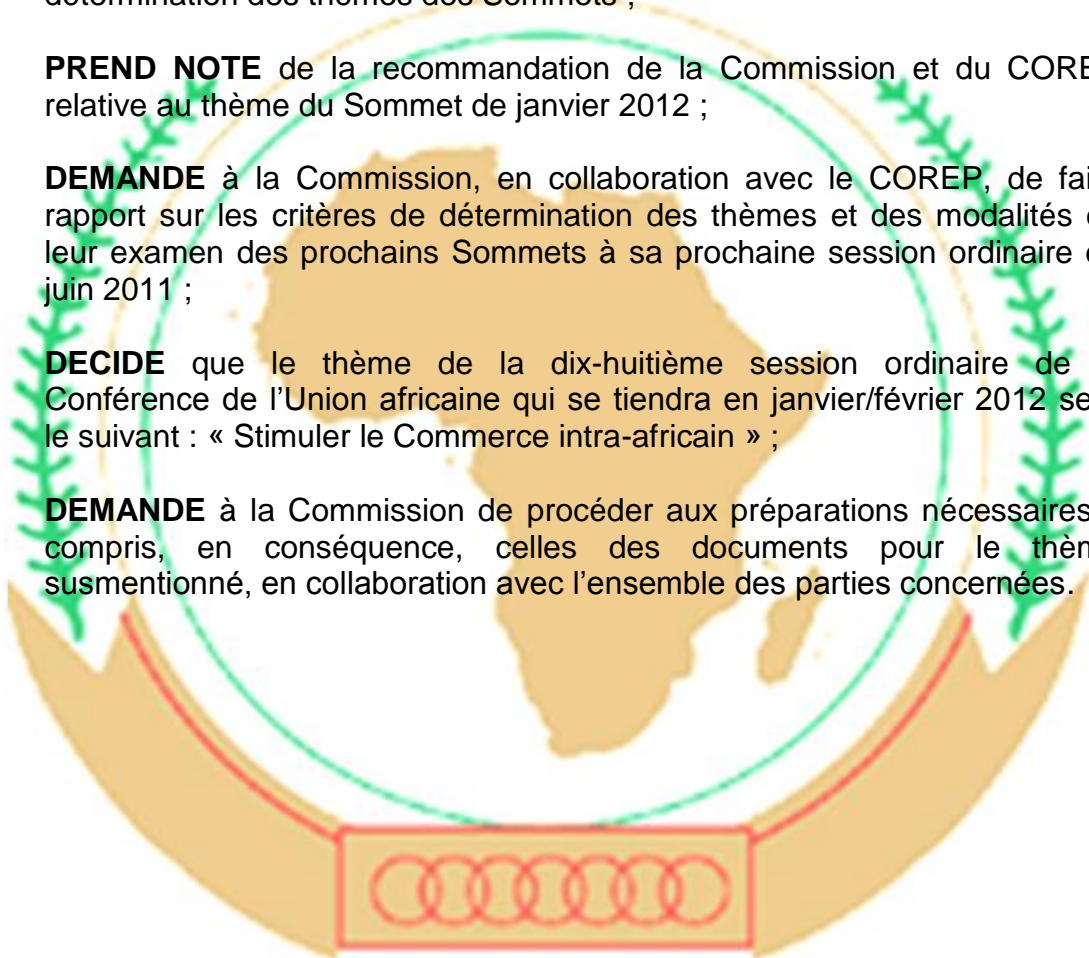 détermination des thèmes des Sommets ;
PREND NOTE de la recommandation de la Commission et du CORE
relative au thème du Sommet de janvier 2012 ;
DEMANDE à la Commission, en collaboration avec le COREP, de fai
rapport sur les critères de détermination des thèmes et des modalités
leur examen des prochains Sommets à sa prochaine session ordinaire
juin 2011 ;
DECIDE que le thème de la dix-huitième session ordinaire de
Conférence de l'Union africaine qui se tiendra en janvier/février 2012 se
le suivant : « Stimuler le Commerce intra-africain » ;
DEMANDE à la Commission de procéder aux préparations nécessaires
compris, en conséquence, celles des documents pour le thèm
susmentionné, en collaboration avec l'ensemble des parties concernées.